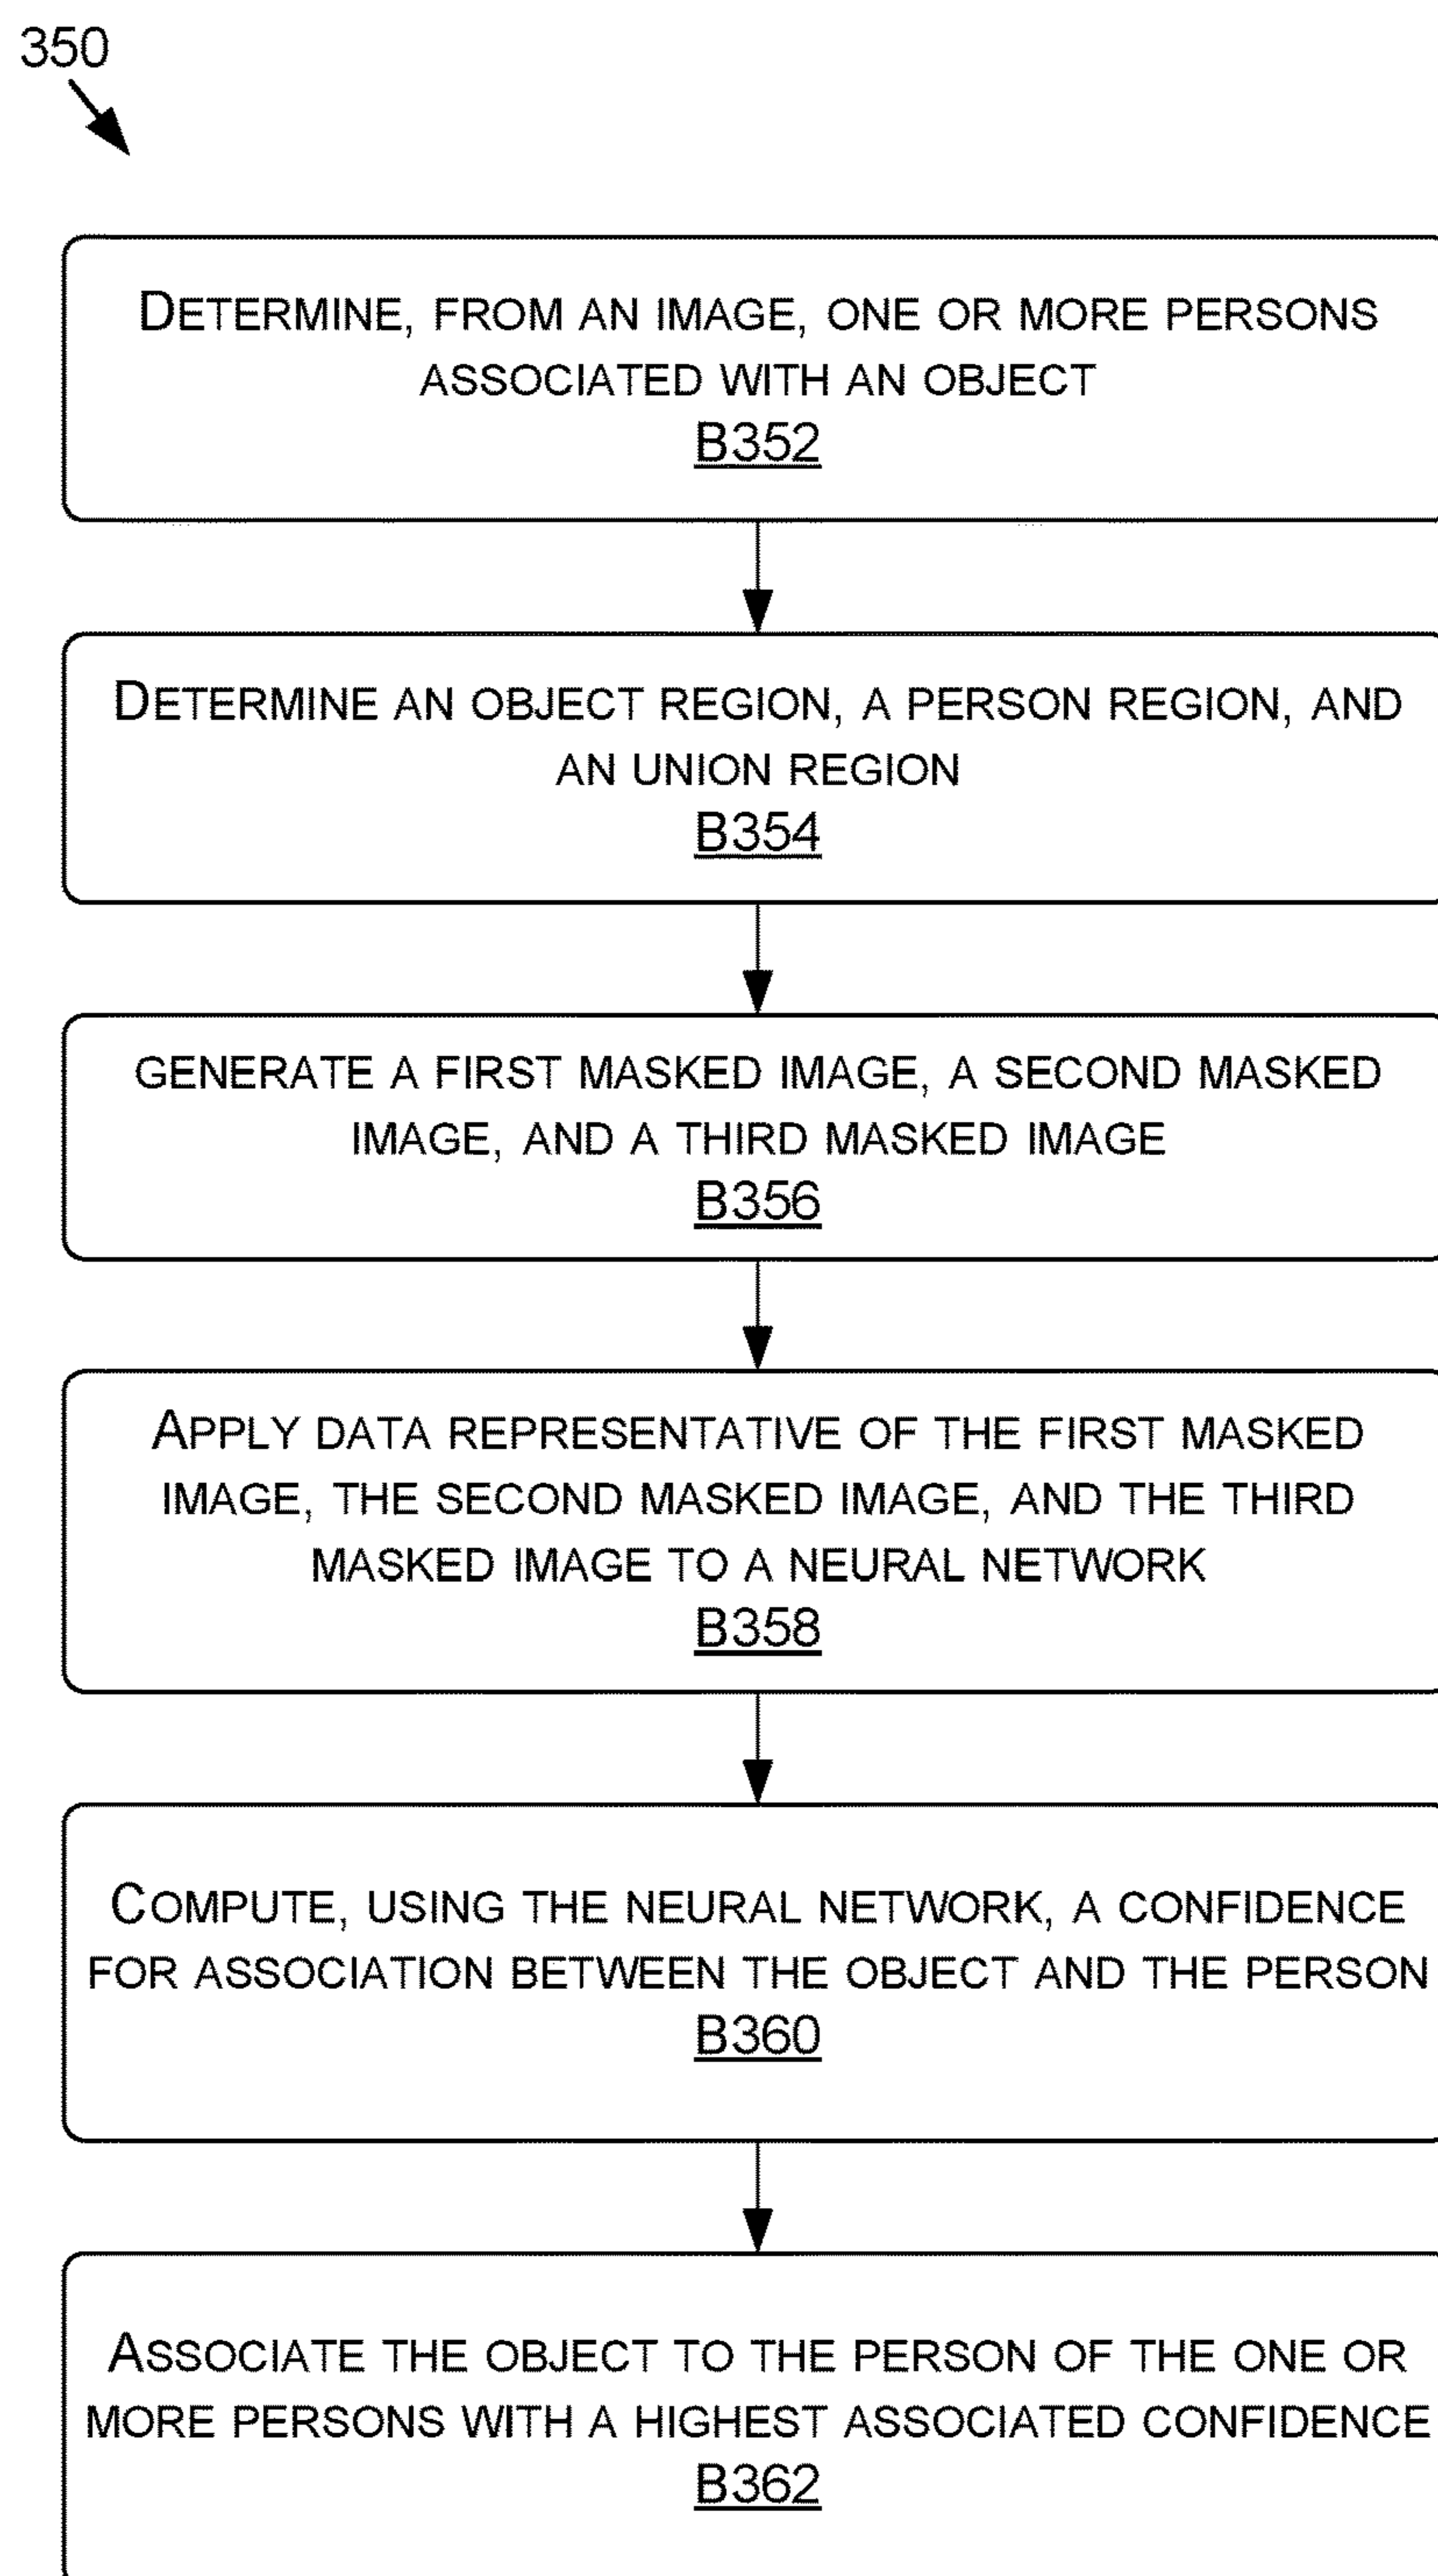 350
DETERMINE, FROM AN IMAGE, ONE OR MORE PERSONS
ASSOCIATED WITH AN OBJECT
B352
DETERMINE AN OBJECT REGION, A PERSON REGION, AND
AN UNION REGION
B354
GENERATE A FIRST MASKED IMAGE, A SECOND MASKED
IMAGE, AND A THIRD MASKED IMAGE
B356
APPLY DATA REPRESENTATIVE OF THE FIRST MASKED
IMAGE, THE SECOND MASKED IMAGE, AND THE THIRD
MASKED IMAGE TO A NEURAL NETWORK
B358
COMPUTE, USING THE NEURAL NETWORK, A CONFIDENCE
FOR ASSOCIATION BETWEEN THE OBJECT AND THE PERSON
B360
ASSOCIATE THE OBJECT TO THE PERSON OF THE ONE OR
MORE PERSONS WITH A HIGHEST ASSOCIATED CONFIDENCE
B362